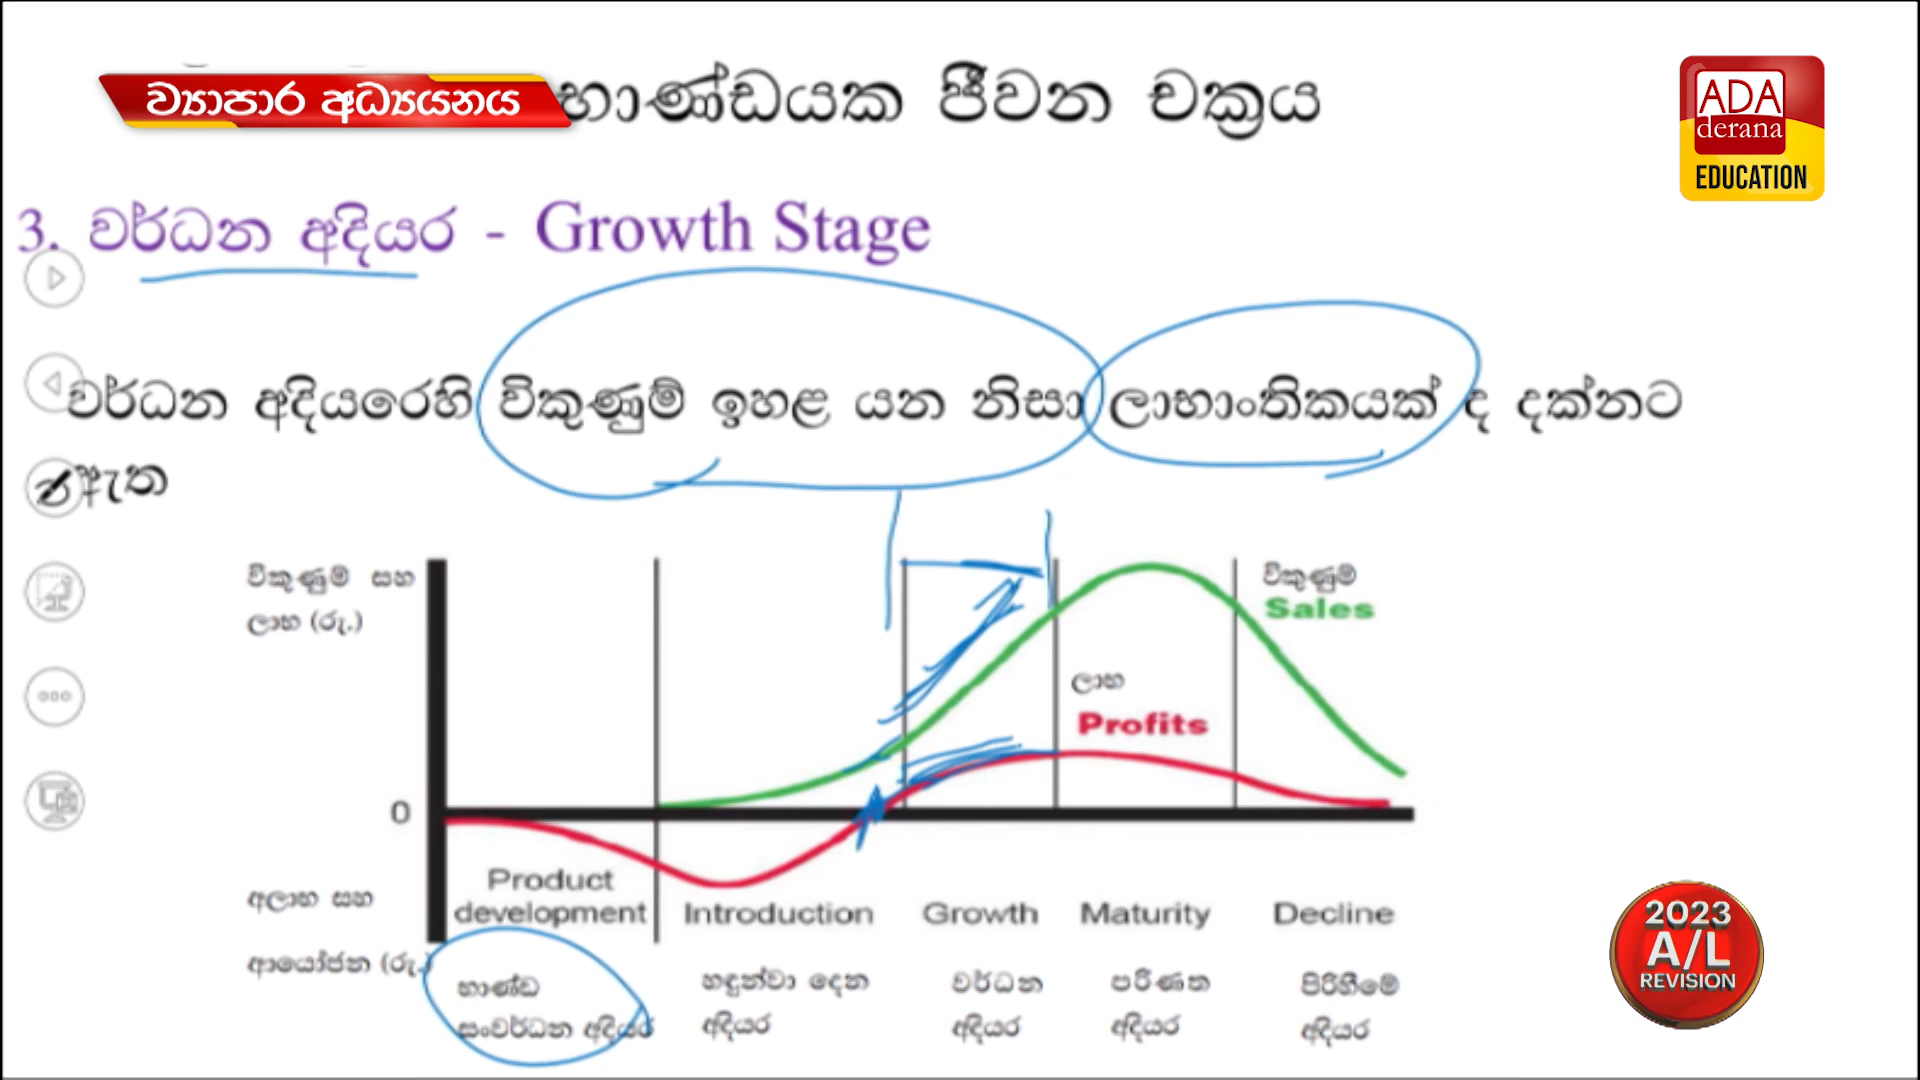 ව්‍යාපාර අධ්‍යයනය
භාණ්ඩයක ජීවන චක්‍රය
ADA
derana
EDUCATION
3. වර්ධන අදියර - Growth Stage
වර්ධන අදියරෙහි විකුණුම් ඉහළ යන නිසා ලාභාංතිකයක් ද දක්නට
ඇත
විකුණුම් සහ
ලාභ (රු.)
විකුණුම්
Sales
ලාභ
Profits
0
අලාභ සහ
ආයෝජන (රු.)
Product
development
Introduction
Growth
Maturity
Decline
භාණ්ඩ
සංවර්ධන අදියර
හඳුන්වා දෙන
අදියර
වර්ධන
අදියර
පරිණත
අදියර
පිරිහීමේ
අදියර
2023
A/L
REVISION